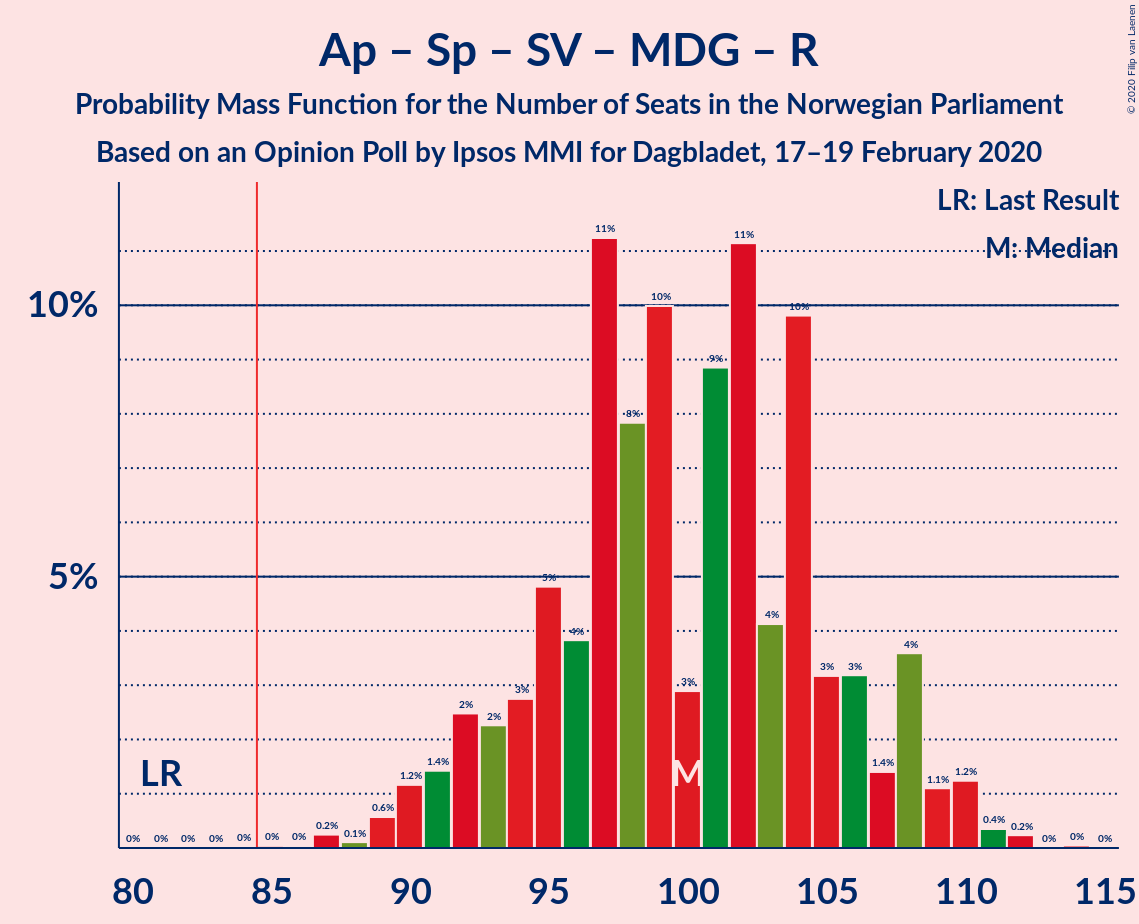 Ap – Sp – SV – MDG – R
Probability Mass Function for the Number of Seats in the Norwegian Parliament
Based on an Opinion Poll by Ipsos MMI for Dagbladet, 17–19 February 2020
© 2020 Filip van Laenen
LR: Last Result
M: Median
10%
5%
0% 0% 0% 0% 0% 0% 0% 0.2% 0.1% 0.6% 1.2% 1.4% 2% 2% 3% 5% 4% 11% 8% 10% 3% 9% 11% 4% 10% 3% 3% 1.4% 4% 1.1% 1.2% 0.4% 0.2% 0% 0% 0%
LR
M
80 85 90 95 100 105 110 115